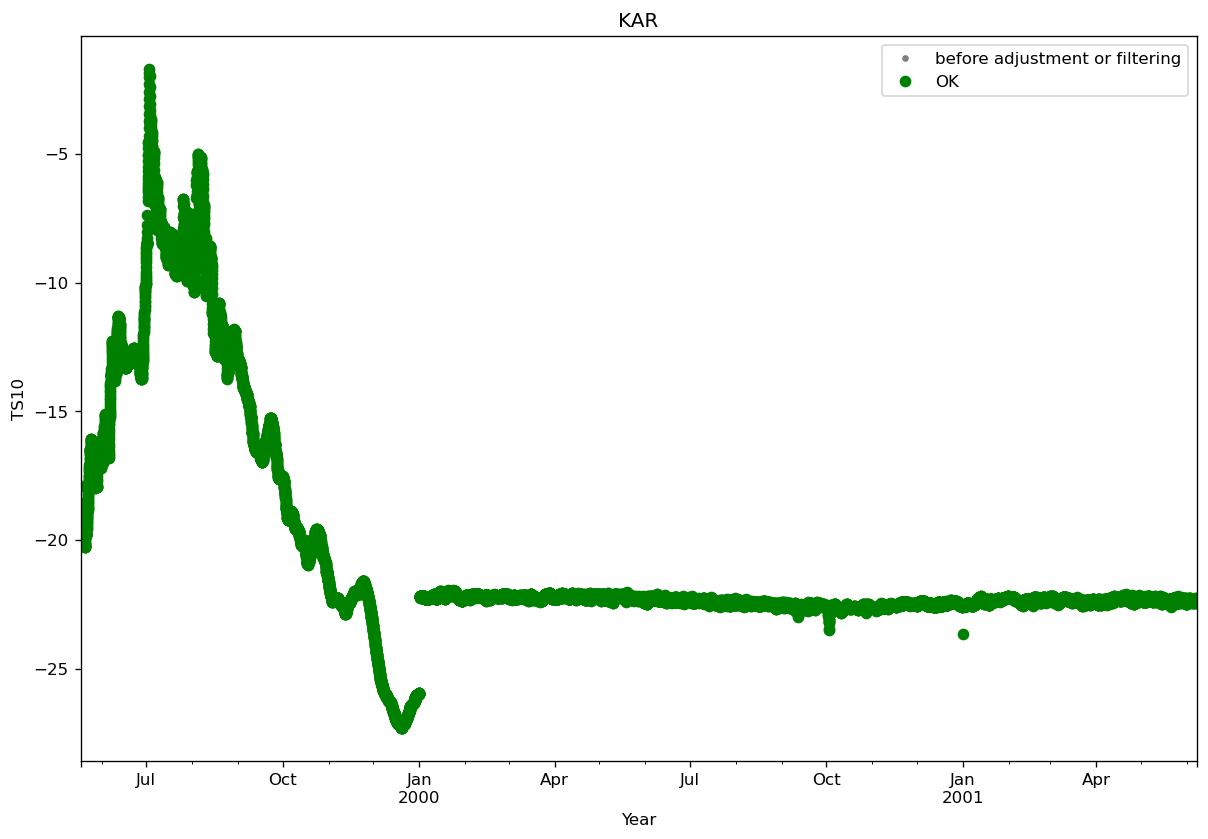 KAR
before adjustment or filtering
OK
TS10
−5
−10
−15
−20
−25
Jul
Oct
Jan
2000
Apr
Jul
Oct
Jan
2001
Apr
Year